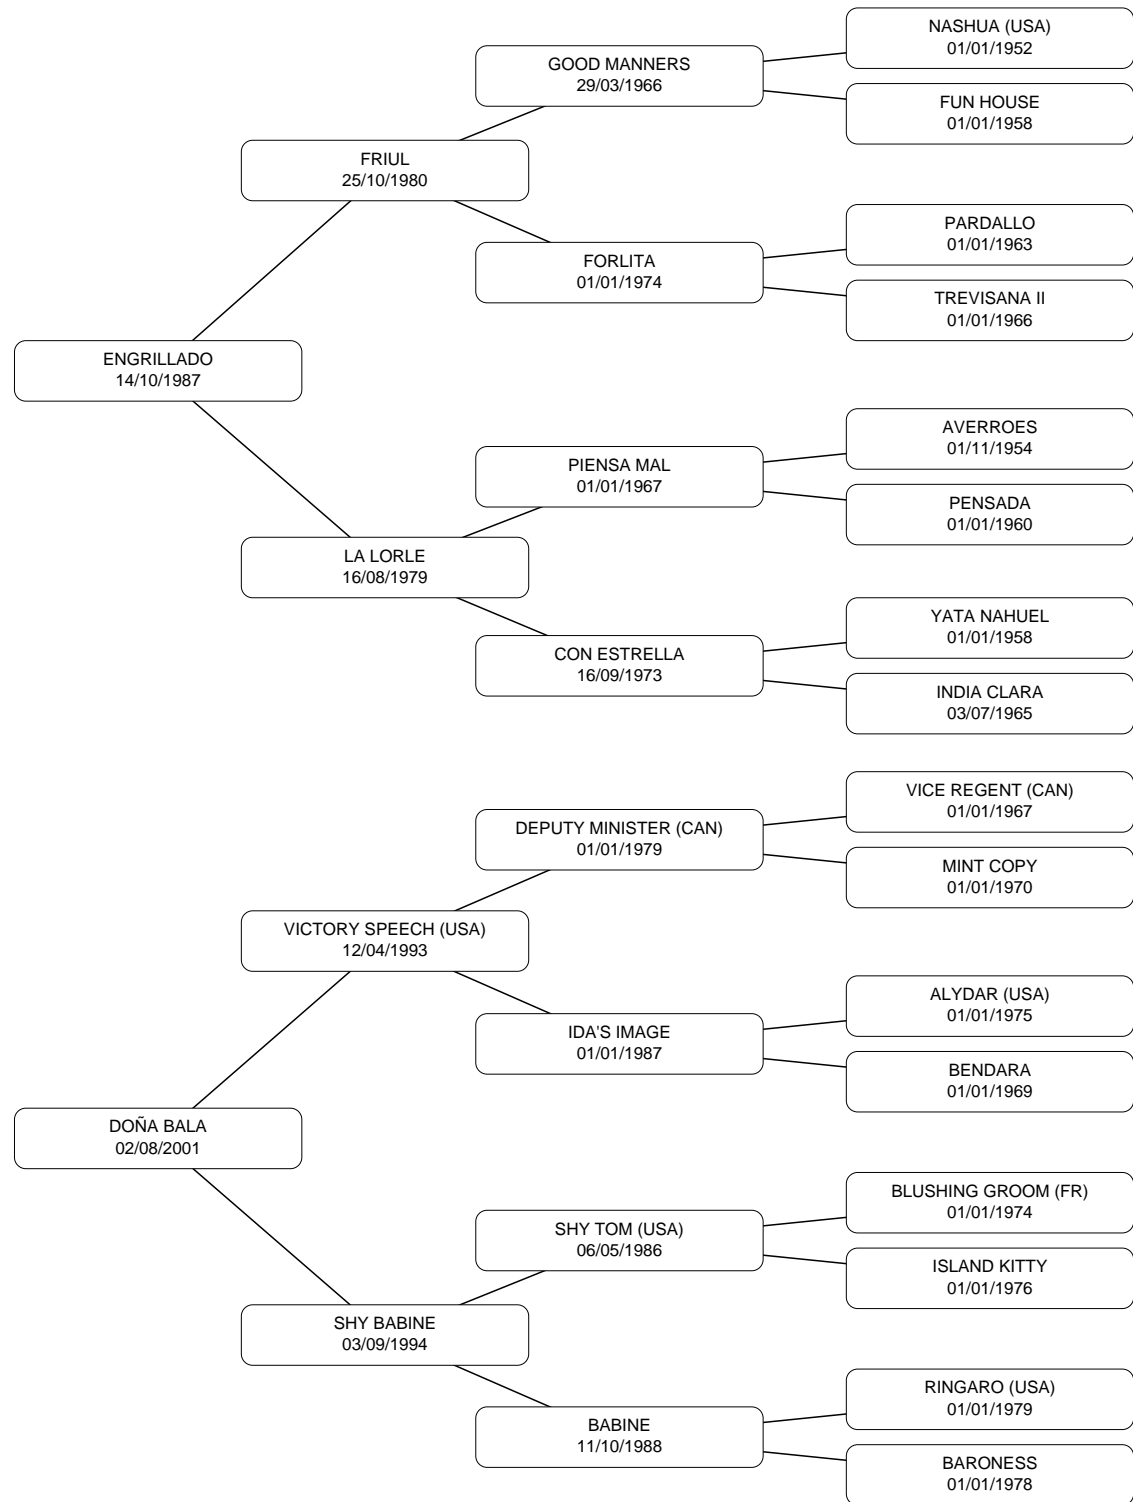 NASHUA (USA)
01/01/1952
GOOD MANNERS
29/03/1966
FUN HOUSE
01/01/1958
FRIUL
25/10/1980
PARDALLO
01/01/1963
FORLITA
01/01/1974
TREVISANA II
01/01/1966
ENGRILLADO
14/10/1987
AVERROES
01/11/1954
PIENSA MAL
01/01/1967
PENSADA
01/01/1960
LA LORLE
16/08/1979
YATA NAHUEL
01/01/1958
CON ESTRELLA
16/09/1973
INDIA CLARA
03/07/1965
VICE REGENT (CAN)
01/01/1967
DEPUTY MINISTER (CAN)
01/01/1979
MINT COPY
01/01/1970
VICTORY SPEECH (USA)
12/04/1993
ALYDAR (USA)
01/01/1975
IDA'S IMAGE
01/01/1987
BENDARA
01/01/1969
DOÑA BALA
02/08/2001
BLUSHING GROOM (FR)
01/01/1974
SHY TOM (USA)
06/05/1986
ISLAND KITTY
01/01/1976
SHY BABINE
03/09/1994
RINGARO (USA)
01/01/1979
BABINE
11/10/1988
BARONESS
01/01/1978